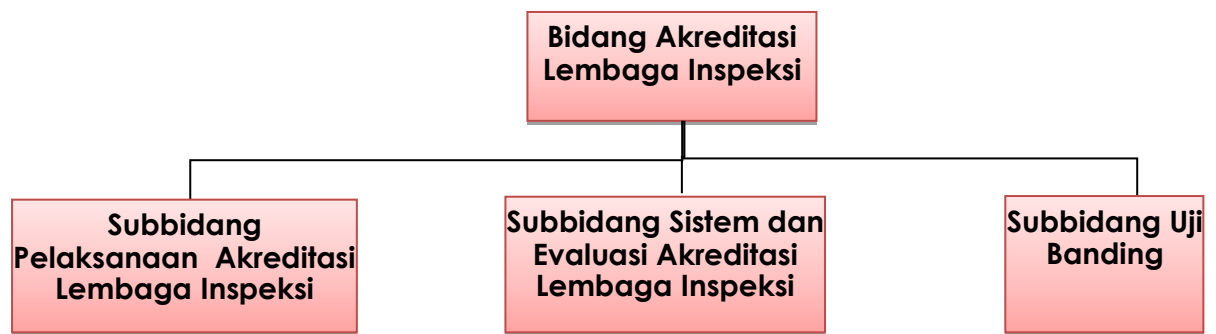 Bidang Akreditasi
Lembaga Inspeksi
Subbidang
Pelaksanaan Akreditasi
Lembaga Inspeksi
Subbidang Sistem dan
Evaluasi Akreditasi
Lembaga Inspeksi
Subbidang Uji
Banding